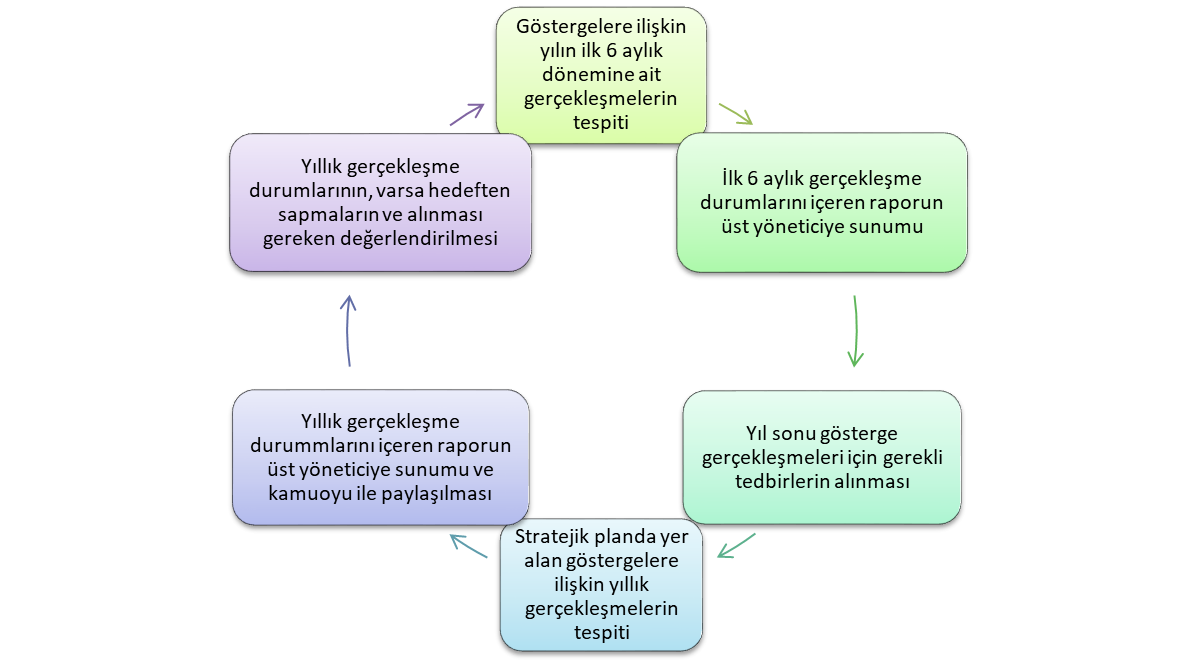 Göstergelere ilişkin
yılın ilk 6 aylık
dönemine ait
gerçekleşmelerin
tespiti
İlk 6 aylık gerçekleşme
durumlarını içeren raporun
üst yöneticiye sunumu
Yıl sonu gösterge
gerçekleşmeleri için gerekli
tedbirlerin alınması
Stratejik planda yer
alan göstergelere
ilişkin yıllık
gerçekleşmelerin
tespiti
Yıllık gerçekleşme
durummlarını içeren raporun
üst yöneticiye sunumu ve
kamuoyu ile paylaşılması
Yıllık gerçekleşme
durumlarının, varsa hedeften
sapmaların ve alınması
gereken değerlendirilmesi